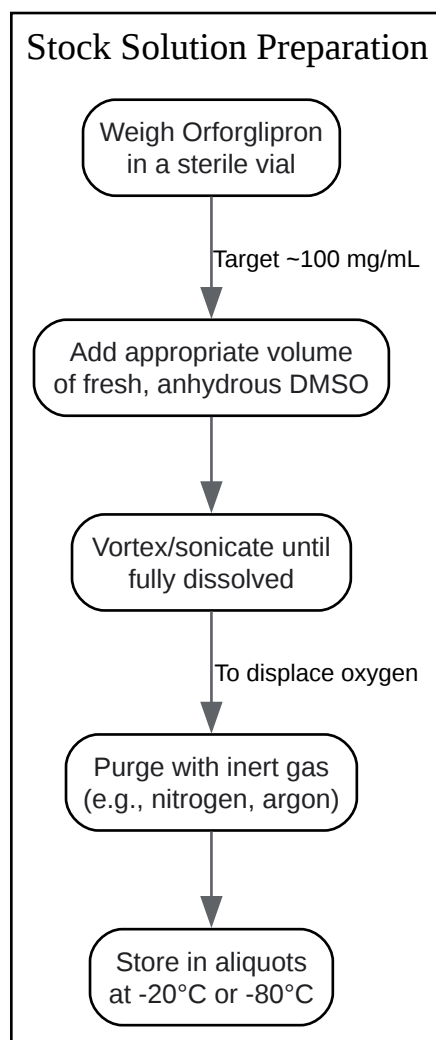 Stock Solution Preparation
Weigh Orforglipron
in a sterile vial
Target ~100 mg/mL
Add appropriate volume
of fresh, anhydrous DMSO
Vortex/sonicate until
fully dissolved
To displace oxygen
Purge with inert gas
(e.g., nitrogen, argon)
Store in aliquots
at -20°C or -80°C